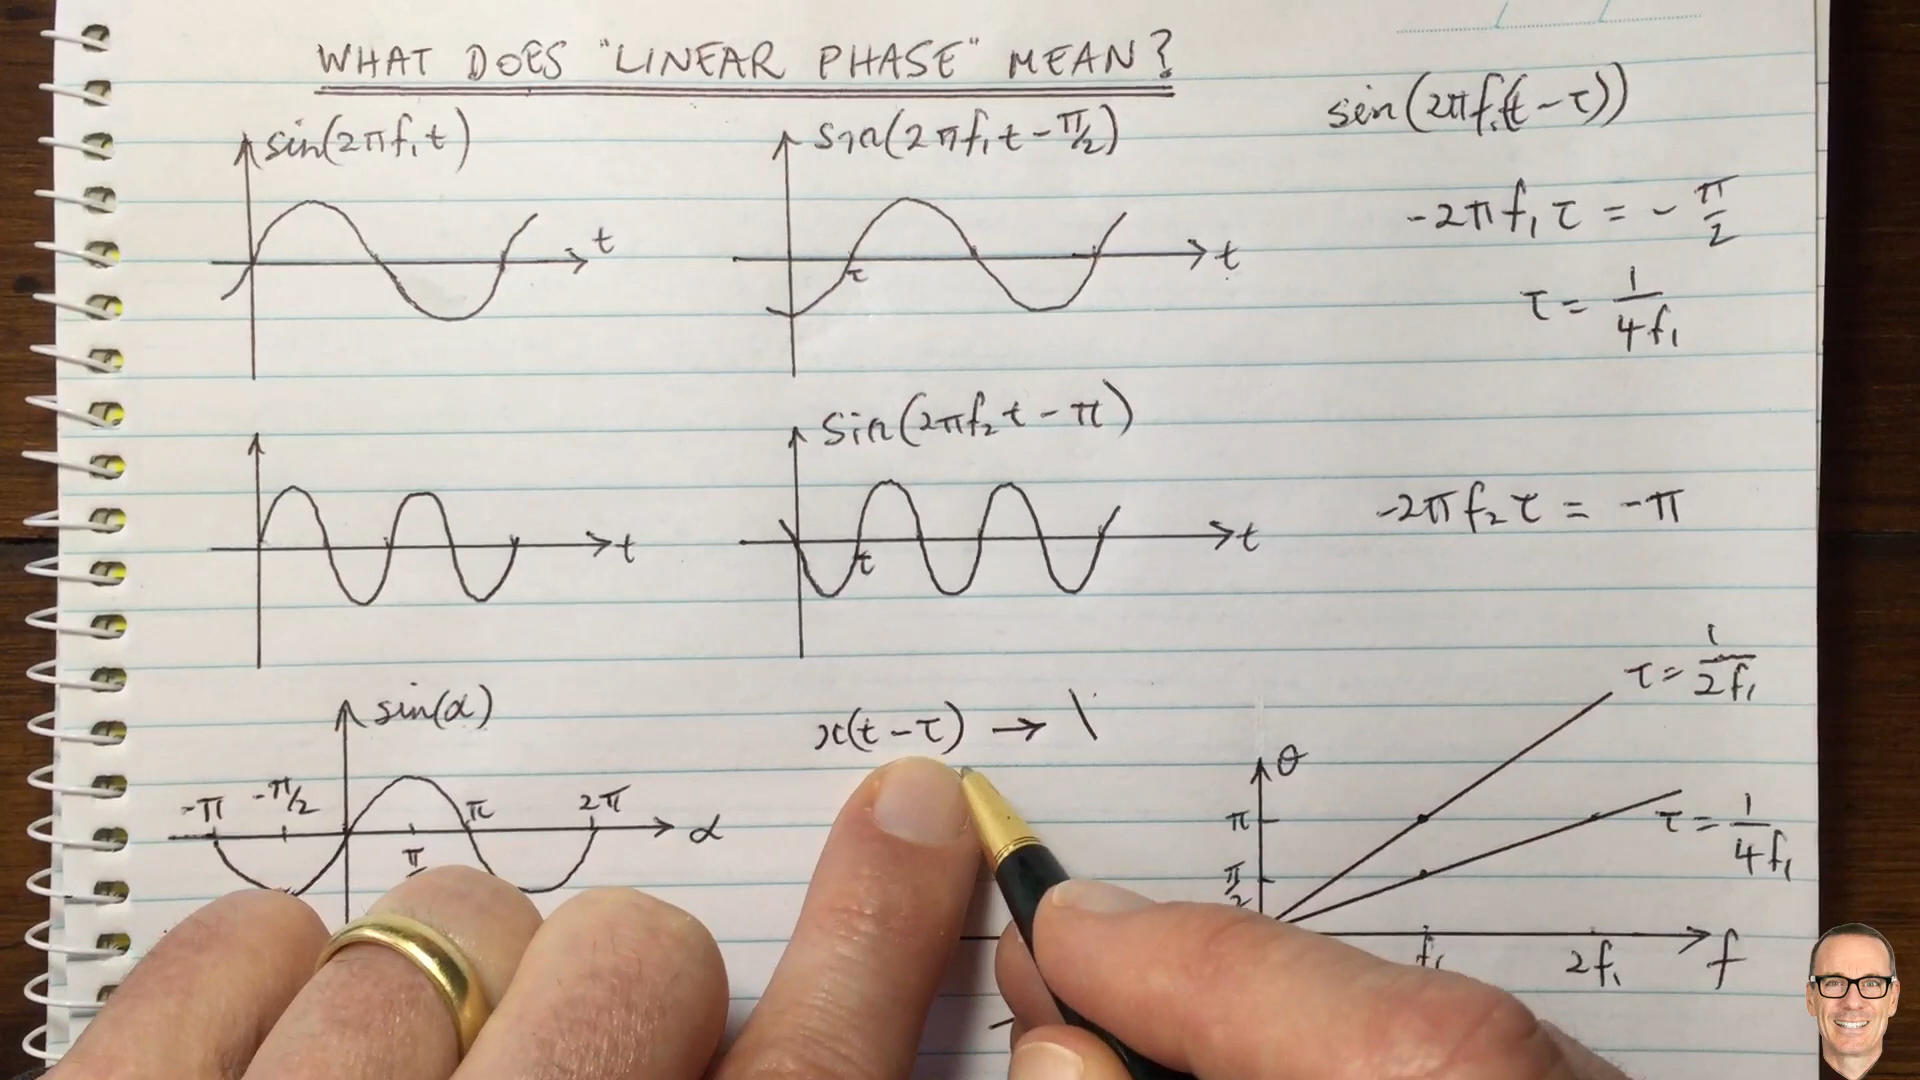 WHAT DOES "LINEAR PHASE" MEAN?
sin(2πf₁t)
sin(2πf₁t - π/2)
sin(2πf₁(t - τ))
-2πf₁τ = - π/2
τ = 1/4f₁
t
t
τ
sin(2πf₂t - π)
-2πf₂τ = -π
t
t
τ
sin(α)
-π
-π/2
π/
π
2π
α
x(t - τ) → \
τ = 1/2f₁
θ
π
π/2
τ = 1/4f₁
f₁
2f₁
f